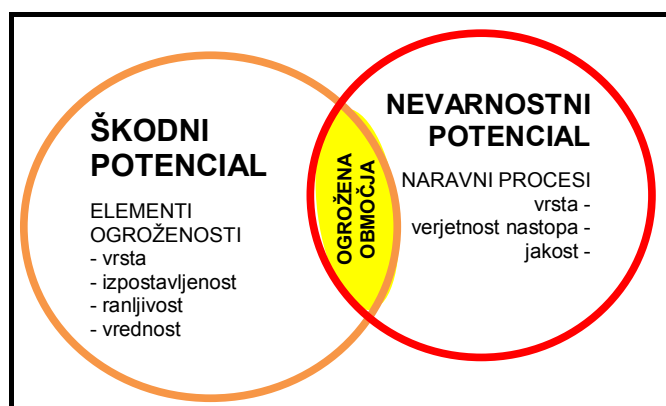 ŠKODNI
POTENCIAL
ELEMENTI
OGROŽENOSTI
- vrsta
- izpostavljenost
- ranljivost
- vrednost
OGROŽENA
OBMOČJA
NEVARNOSTNI
POTENCIAL
NARAVNI PROCESI
vrsta -
verjetnost nastopa -
jakost -